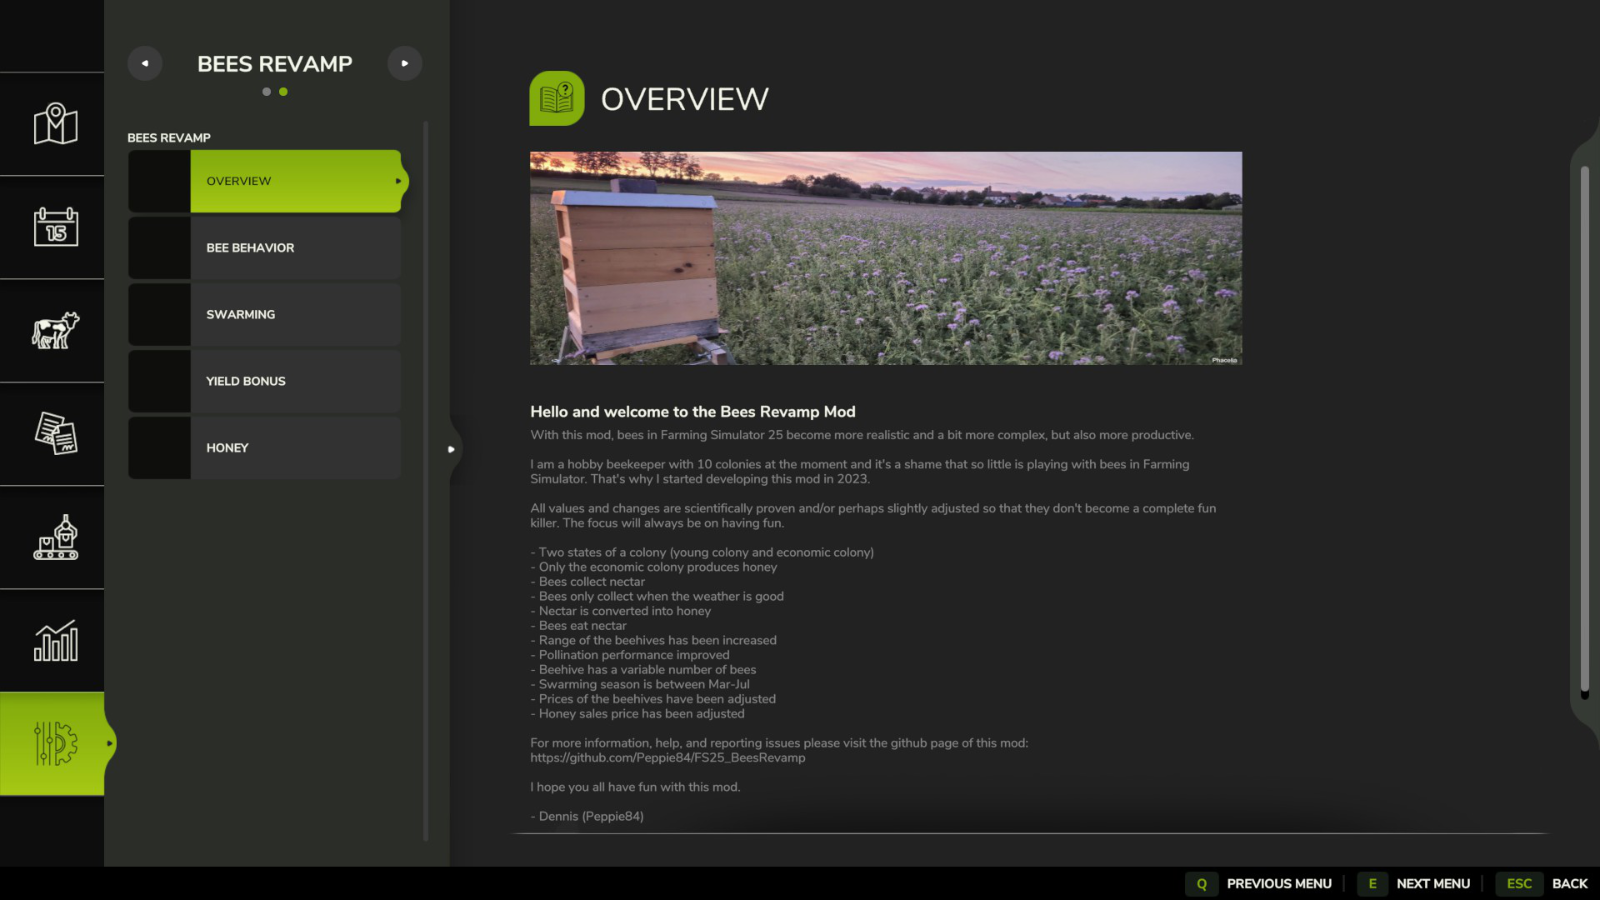 BEES REVAMP
BEES REVAMP
OVERVIEW
BEE BEHAVIOR
SWARMING
YIELD BONUS
HONEY
15
?
OVERVIEW
Phacelia
Hello and welcome to the Bees Revamp Mod
With this mod, bees in Farming Simulator 25 become more realistic and a bit more complex, but also more productive.
I am a hobby beekeeper with 10 colonies at the moment and it's a shame that so little is playing with bees in Farming
Simulator. That's why I started developing this mod in 2023.
All values and changes are scientifically proven and/or perhaps slightly adjusted so that they don't become a complete fun
killer. The focus will always be on having fun.
- Two states of a colony (young colony and economic colony)
- Only the economic colony produces honey
- Bees collect nectar
- Bees only collect when the weather is good
- Nectar is converted into honey
- Bees eat nectar
- Range of the beehives has been increased
- Pollination performance improved
- Beehive has a variable number of bees
- Swarming season is between Mar-Jul
- Prices of the beehives have been adjusted
- Honey sales price has been adjusted
For more information, help, and reporting issues please visit the github page of this mod:
https://github.com/Peppie84/FS25_BeesRevamp
I hope you all have fun with this mod.
- Dennis (Peppie84)
Q PREVIOUS MENU E NEXT MENU ESC BACK